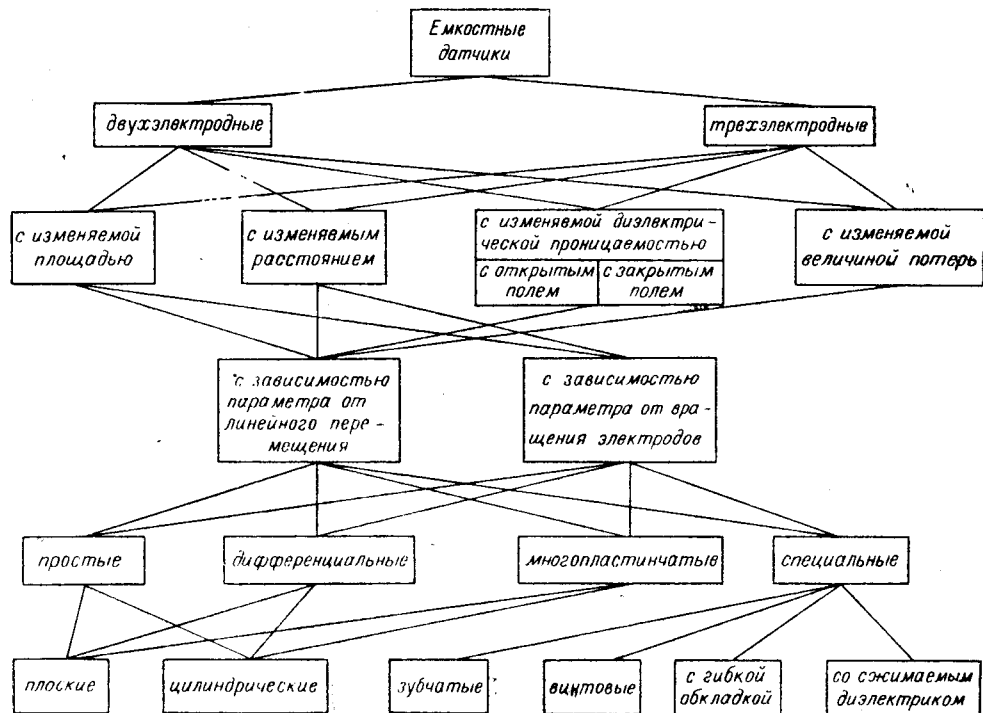 Емкостные
датчики
двухэлектродные
трехэлектродные
с изменяемой
площадью
с изменяемым
расстоянием
с изменяемой диэлектри-
ческой проницаемостью
с открытым
полем
с закрытым
полем
с изменяемой
величиной потерь
с зависимостью
параметра от
линейного пере-
мещения
с зависимостью
параметра от вра-
щения электродов
простые
дифференциальные
многопластинчатые
специальные
плоские
цилиндрические
зубчатые
винтовые
с гибкой
обкладкой
со сжимаемым
диэлектриком